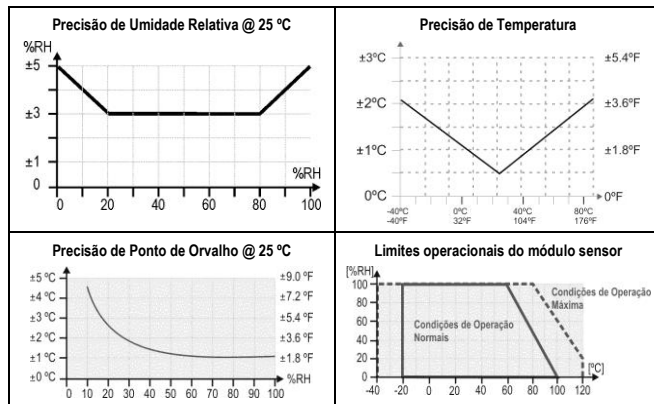 Precisão de Umidade Relativa @ 25 ºC
%RH
±5
±3
±1
0
%RH
0 20 40 60 80 100
Precisão de Temperatura
±3ºC ±5.4ºF
±2ºC ±3.6ºF
±1ºC ±1.8ºF
0ºC 0ºF
-40ºC 0ºC 40ºC 80ºC
-40ºF 32ºF 104ºF 176ºF
Precisão de Ponto de Orvalho @ 25 ºC
±5 ºC ±9.0 ºF
±4 ºC 7.2 ºF
±3 ºC ±5.4 ºF
±2 ºC 3.6 ºF
±1 ºC ±1.8 ºF
±0 ºC
0 10 20 30 40 50 60 70 80 90 100
%RH
Limites operacionais do módulo sensor
[%RH]
100
80
60
40
20
0
Condições de Operação
Máxima
Condições de Operação
Normais
[ºC]
-40 -20 0 20 40 60 80 100 120